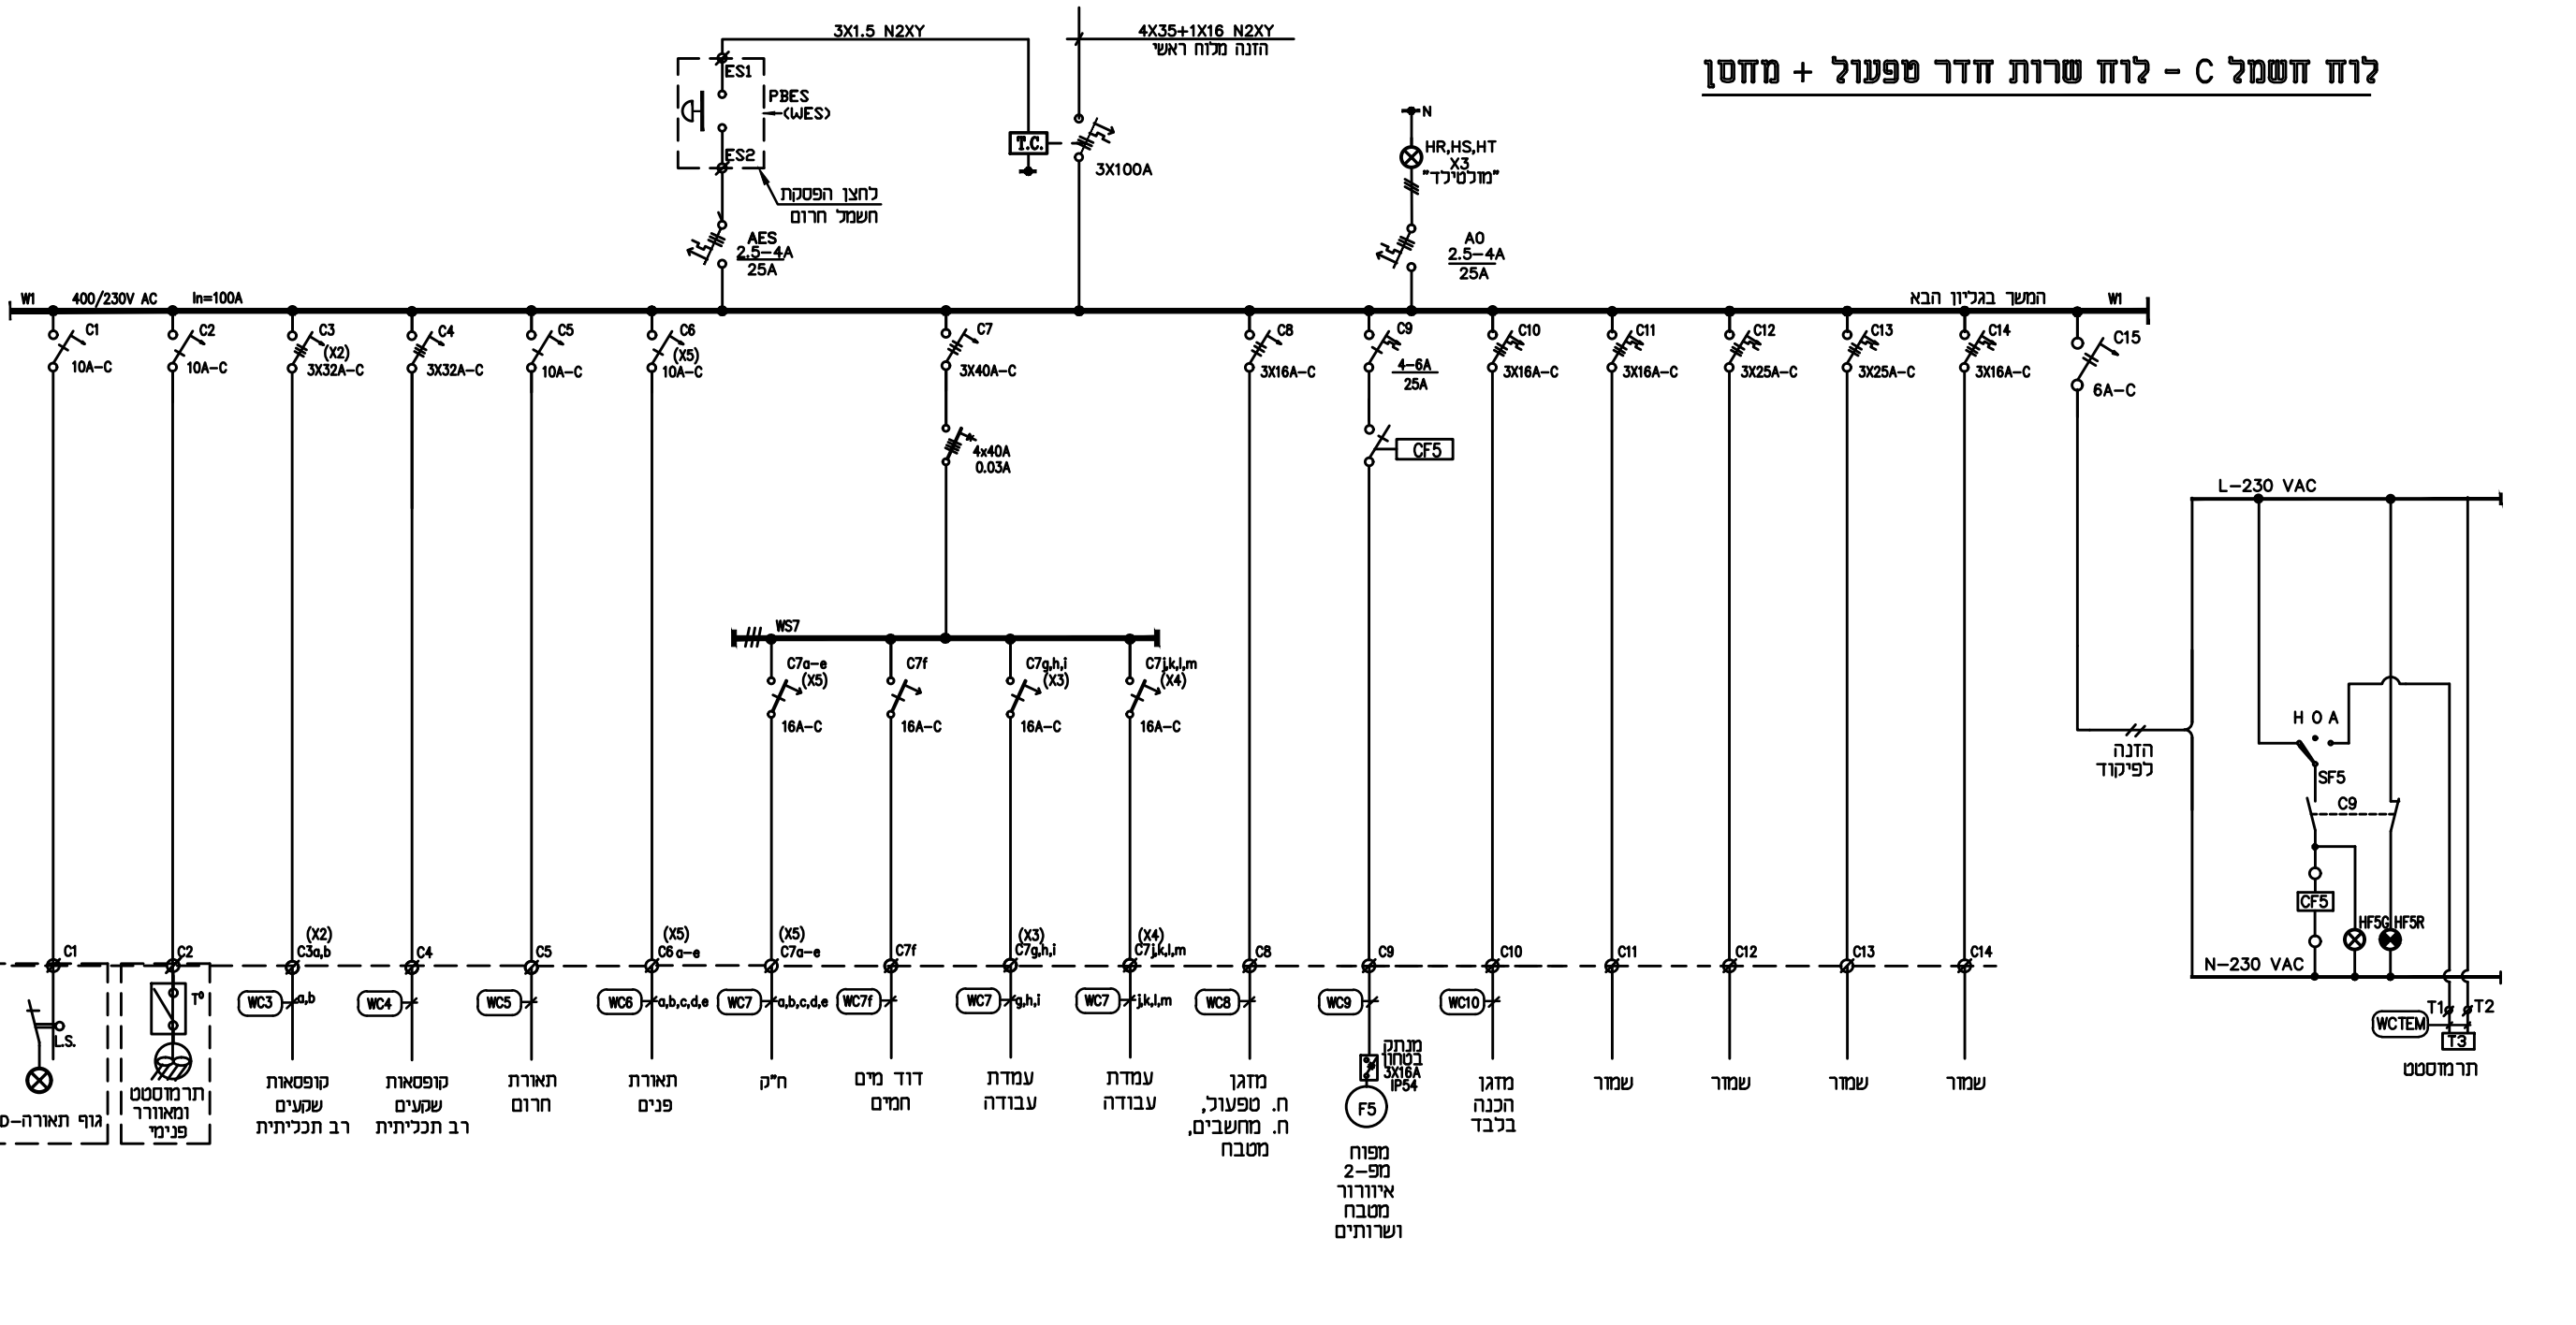 לוח חשמל C - לוח שרות חדר טפעול + מחסן
3X1.5 N2XY
4X35+1X16 N2XY
הזנה מלוח ראשי
ES1
PBES
(WES)
ES2
T.C.
3X100A
לחצן הפסקת
חשמל חרום
AES
2.5-4A
25A
N
HR,HS,HT
X3
"מולטילד"
A0
2.5-4A
25A
W1
400/230V AC
In=100A
המשך בגליון הבא
W1
C1
10A-C
C2
10A-C
C3
(X2)
3X32A-C
C4
3X32A-C
C5
10A-C
C6
(X5)
10A-C
C7
3X40A-C
4x40A
0.03A
C8
3X16A-C
C9
4-6A
25A
CF5
C10
3X16A-C
C11
3X16A-C
C12
3X25A-C
C13
3X25A-C
C14
3X16A-C
C15
6A-C
WS7
C7a-e
(X5)
16A-C
C7f
16A-C
C7g,h,i
(X3)
16A-C
C7j,k,l,m
(X4)
16A-C
הזנה
לפיקוד
L-230 VAC
H O A
SF5
C9
CF5
HF5G
HF5R
N-230 VAC
T1
T2
WCTEM
T3
תרמוסטט
C1
L.S.
גוף תאורה-D
C2
T°
תרמוסטט
ומאוורר
פנימי
(X2)
C3a,b
WC3
a,b
קופסאות
שקעים
רב תכליתית
C4
WC4
קופסאות
שקעים
רב תכליתית
C5
WC5
תאורת
חרום
(X5)
C6 a-e
WC6
a,b,c,d,e
תאורת
פנים
(X5)
C7a-e
WC7
a,b,c,d,e
ח"ק
C7f
WC7f
דוד מים
חמים
(X3)
C7g,h,i
WC7
g,h,i
עמדת
עבודה
(X4)
C7j,k,l,m
WC7
j,k,l,m
עמדת
עבודה
C8
WC8
מזגן
ח. טפעול,
ח. מחשבים,
מטבח
C9
WC9
מנתק
בטחון
3X16A
IP54
F5
מפוח
מפ-2
איוורור
מטבח
ושרותים
C10
WC10
מזגן
הכנה
בלבד
C11
שמור
C12
שמור
C13
שמור
C14
שמור